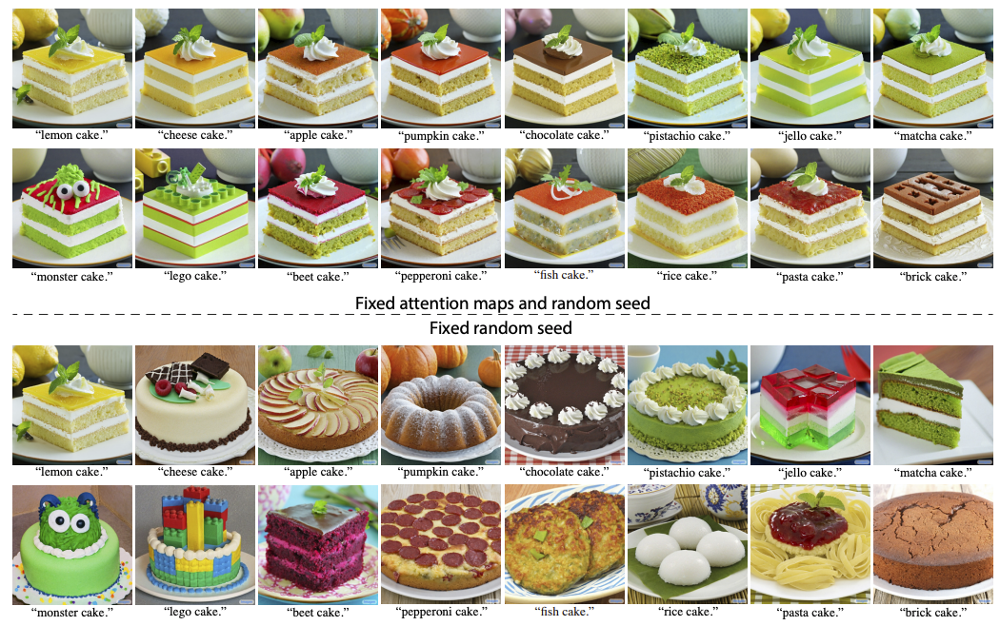 “lemon cake.” “cheese cake.” “apple cake.” “pumpkin cake.” “chocolate cake.” “pistachio cake.” “jello cake.” “matcha cake.”
“monster cake.” “lego cake.” “beet cake.” “pepperoni cake.” “fish cake.” “rice cake.” “pasta cake.” “brick cake.”
Fixed attention maps and random seed
Fixed random seed
“lemon cake.” “cheese cake.” “apple cake.” “pumpkin cake.” “chocolate cake.” “pistachio cake.” “jello cake.” “matcha cake.”
“monster cake.” “lego cake.” “beet cake.” “pepperoni cake.” “fish cake.” “rice cake.” “pasta cake.” “brick cake.”